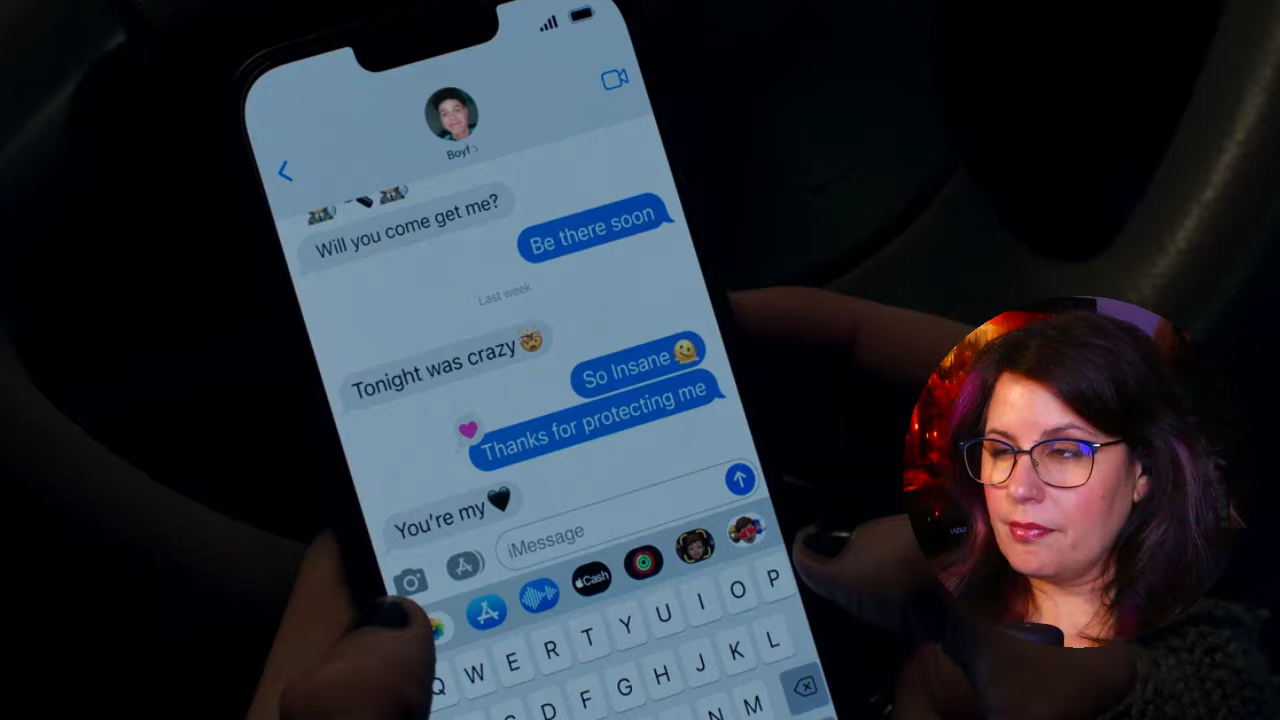 Boyf
Will you come get me?
Be there soon
Last week
Tonight was crazy 🤯
So Insane 🫠
Thanks for protecting me
You're my 🖤
iMessage
Cash
Q W E R T Y U I O P
D F G H J K L
N M